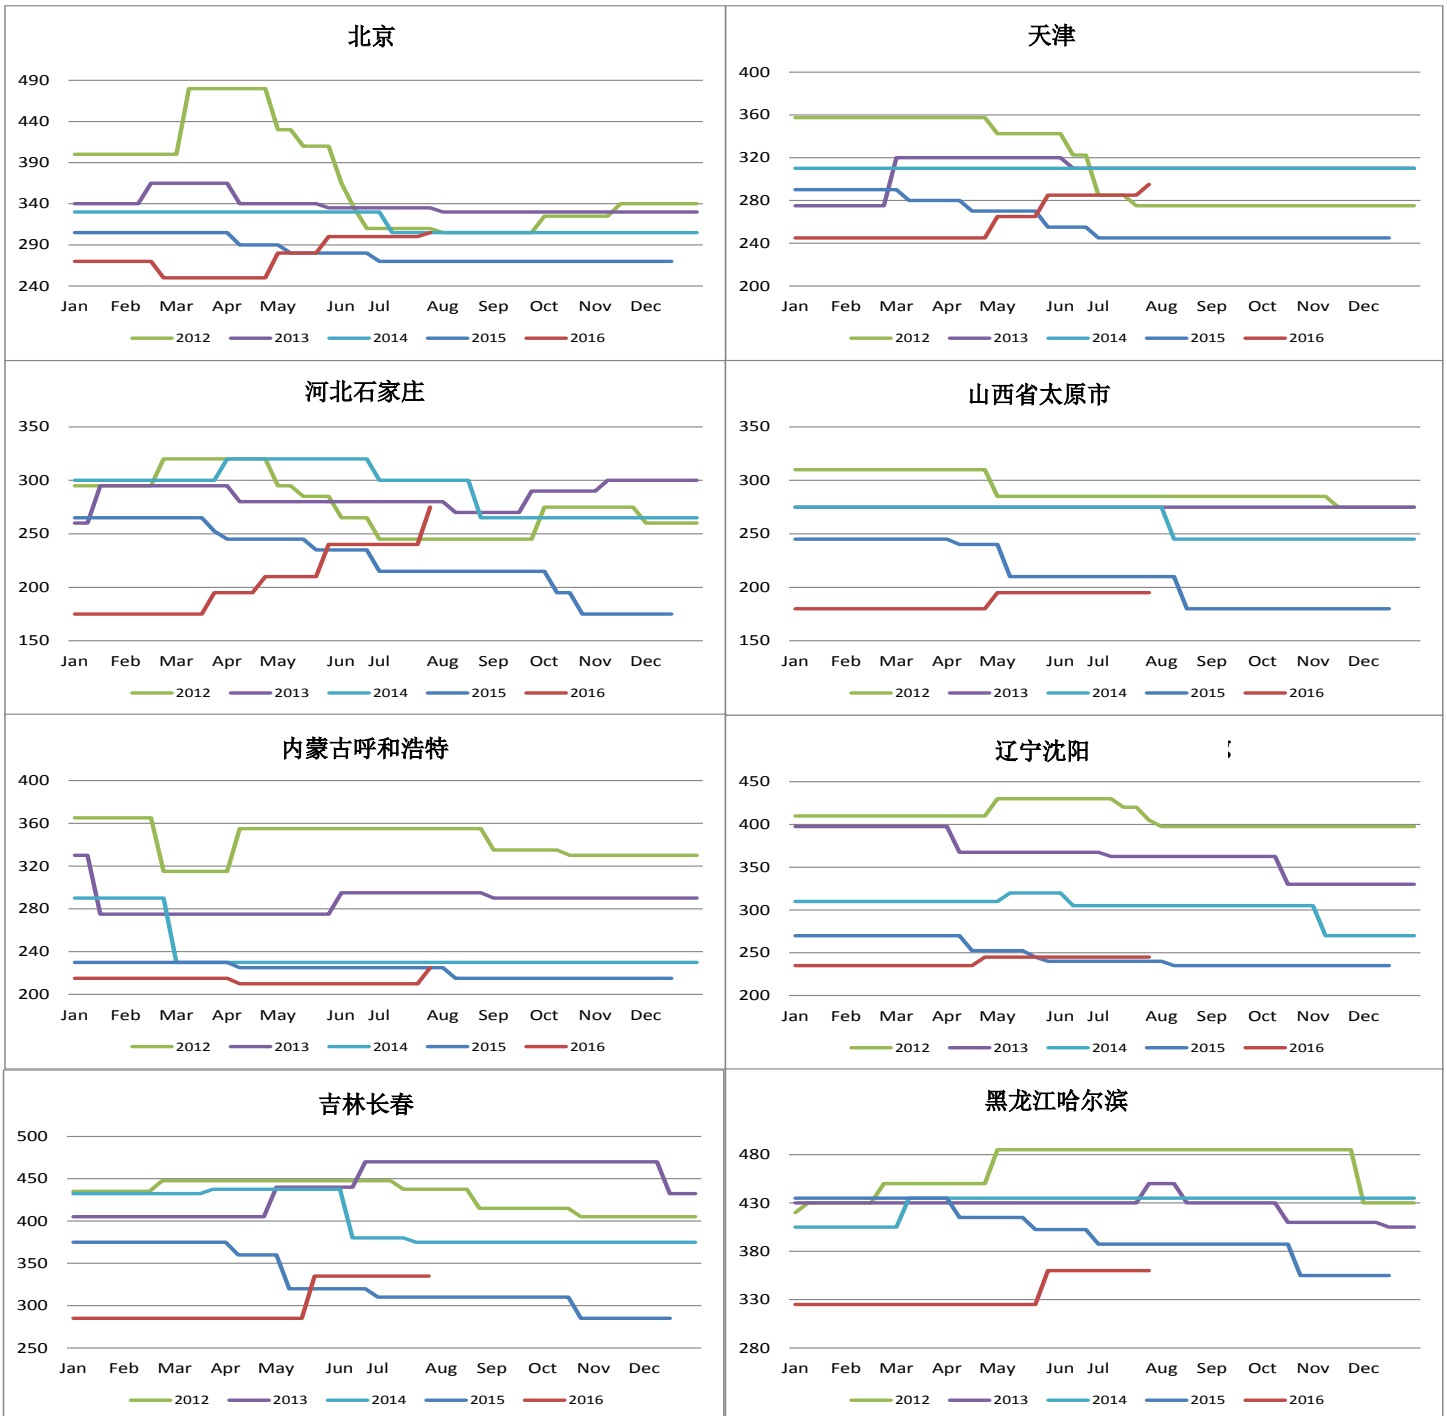 北京
490
440
390
340
290
240
Jan Feb Mar Apr May Jun Jul Aug Sep Oct Nov Dec
2012 2013 2014 2015 2016
天津
400
360
320
280
240
200
Jan Feb Mar Apr May Jun Jul Aug Sep Oct Nov Dec
2012 2013 2014 2015 2016
河北石家庄
350
300
250
200
150
Jan Feb Mar Apr May Jun Jul Aug Sep Oct Nov Dec
2012 2013 2014 2015 2016
山西省太原市
350
300
250
200
150
Jan Feb Mar Apr May Jun Jul Aug Sep Oct Nov Dec
2012 2013 2014 2015 2016
内蒙古呼和浩特
400
360
320
280
240
200
Jan Feb Mar Apr May Jun Jul Aug Sep Oct Nov Dec
2012 2013 2014 2015 2016
辽宁沈阳
450
400
350
300
250
200
Jan Feb Mar Apr May Jun Jul Aug Sep Oct Nov Dec
2012 2013 2014 2015 2016
吉林长春
500
450
400
350
300
250
Jan Feb Mar Apr May Jun Jul Aug Sep Oct Nov Dec
2012 2013 2014 2015 2016
黑龙江哈尔滨
480
430
380
330
280
Jan Feb Mar Apr May Jun Jul Aug Sep Oct Nov Dec
2012 2013 2014 2015 2016